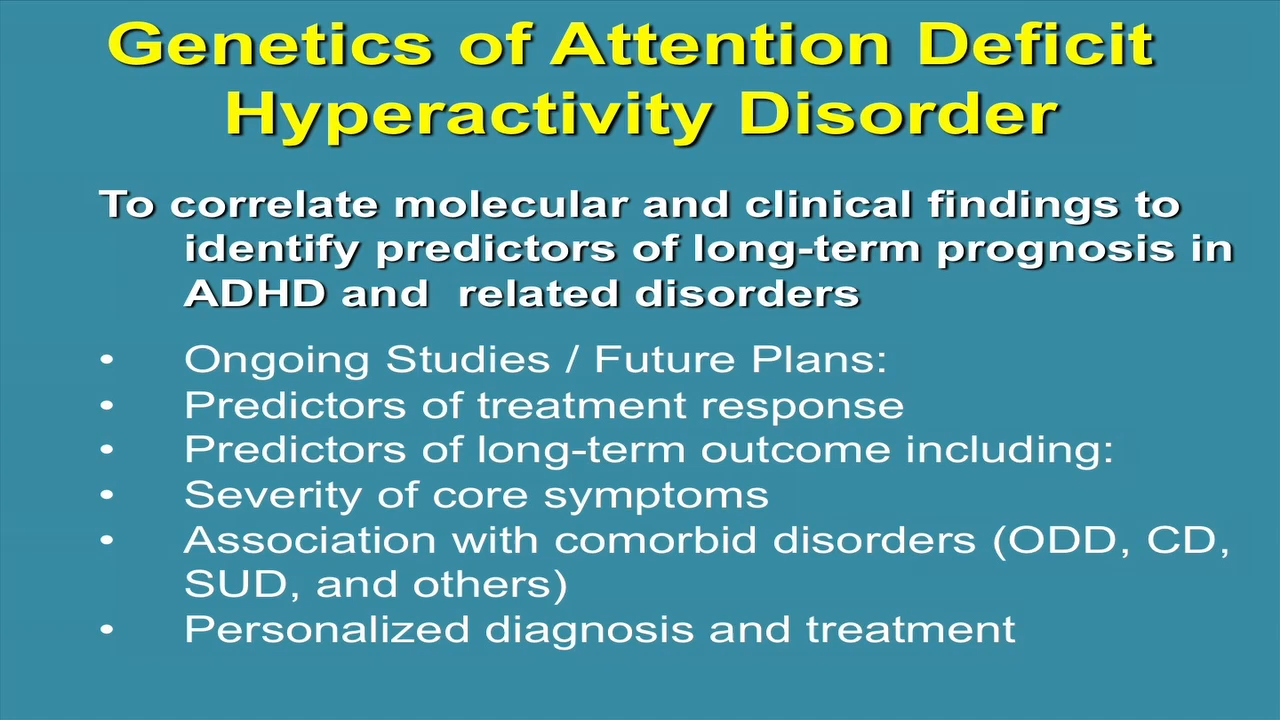 Genetics of Attention Deficit
Hyperactivity Disorder
To correlate molecular and clinical findings to
identify predictors of long-term prognosis in
ADHD and  related disorders
• Ongoing Studies / Future Plans:
• Predictors of treatment response
• Predictors of long-term outcome including:
• Severity of core symptoms
• Association with comorbid disorders (ODD, CD,
SUD, and others)
• Personalized diagnosis and treatment